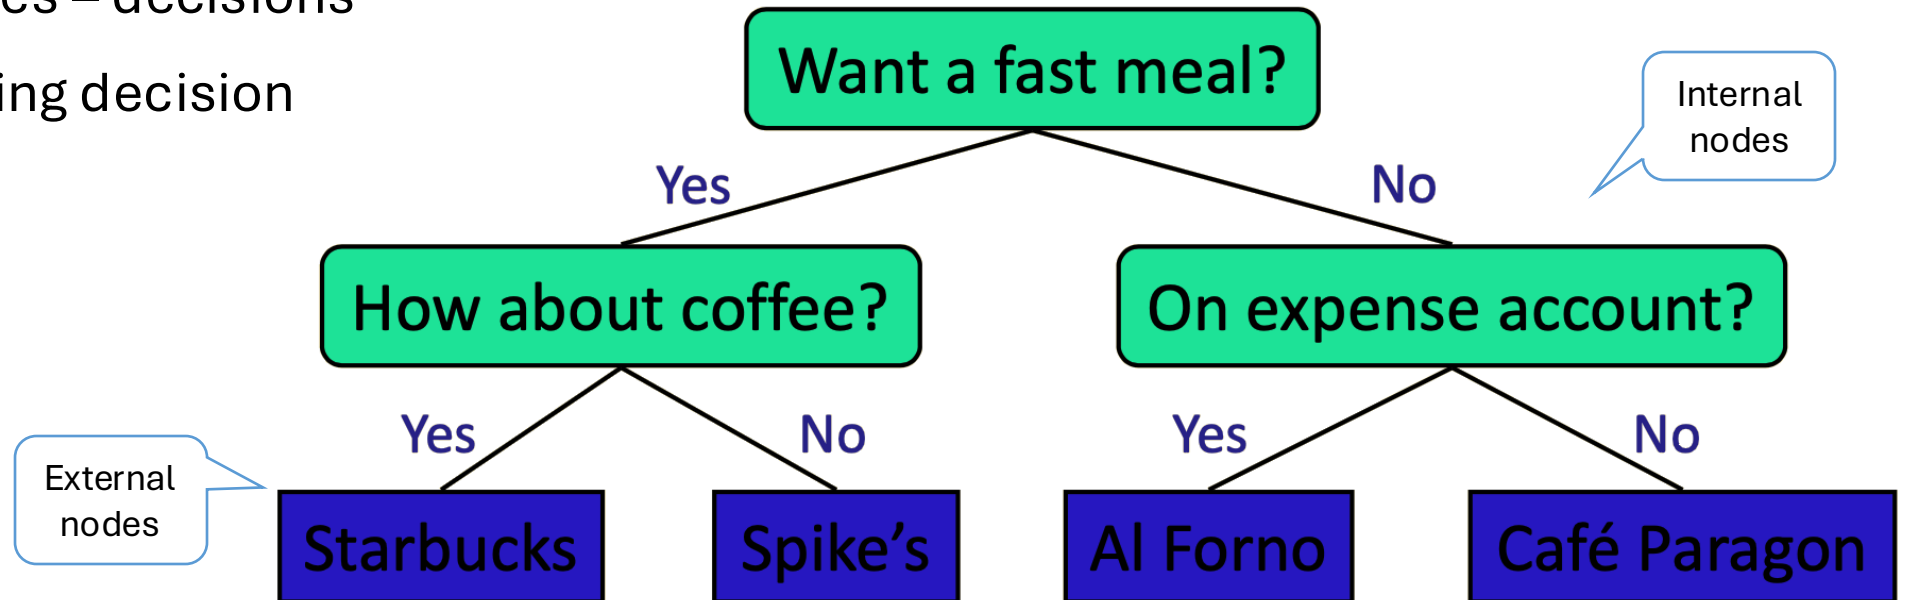 decisions
ing decision
Want a fast meal?
Internal
nodes
Yes
No
How about coffee?
On expense account?
Yes
No
Yes
No
External
nodes
Starbucks
Spike’s
Al Forno
Café Paragon